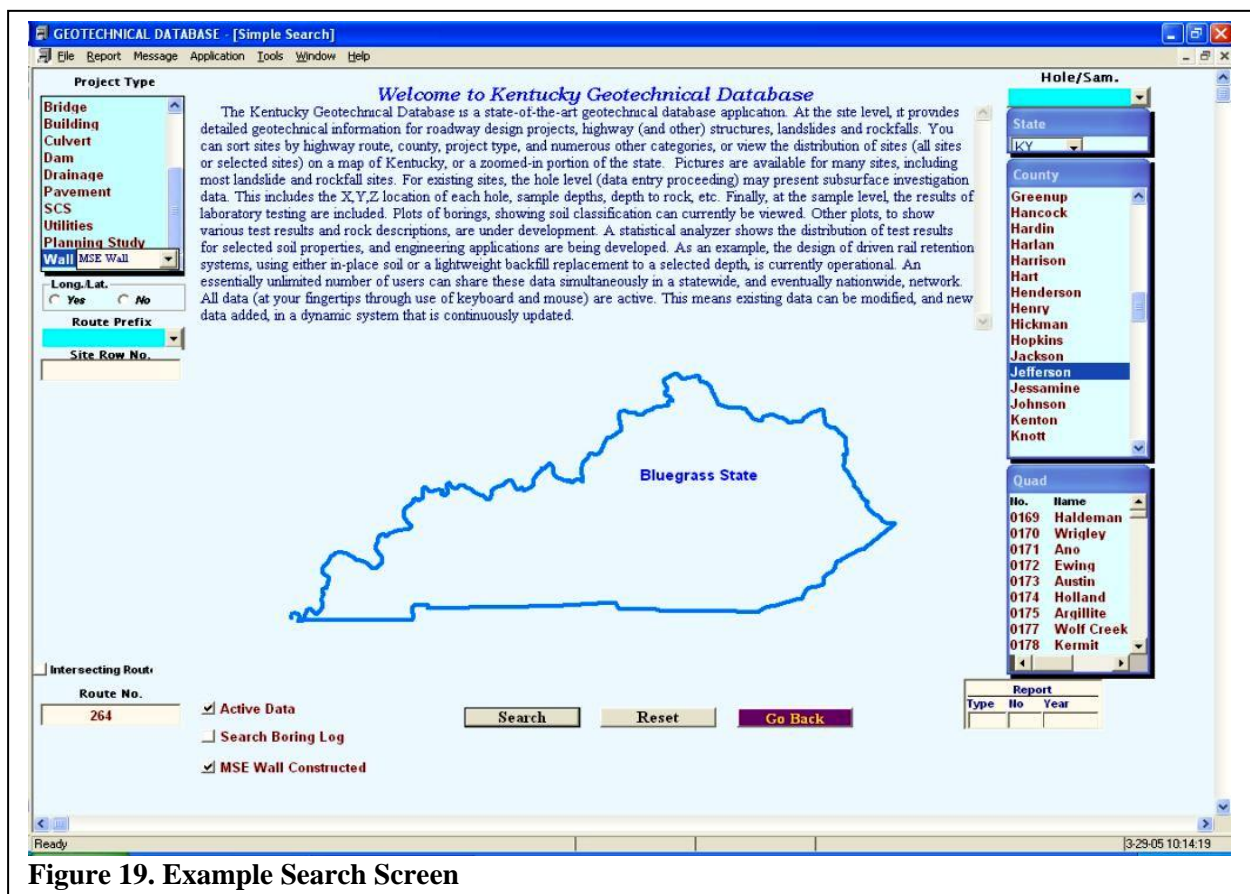 GEOTECHNICAL DATABASE - [Simple Search]
File Report Message Application Tools Window Help
Project Type
Bridge
Building
Culvert
Dam
Drainage
Pavement
SCS
Utilities
Planning Study
Wall MSE Wall
Long./Lat.
Yes No
Route Prefix
Site Row No.
Welcome to Kentucky Geotechnical Database
The Kentucky Geotechnical Database is a state-of-the-art geotechnical database application. At the site level, it provides
detailed geotechnical information for roadway design projects, highway (and other) structures, landslides and rockfalls. You
can sort sites by highway route, county, project type, and numerous other categories, or view the distribution of sites (all sites
or selected sites) on a map of Kentucky, or a zoomed-in portion of the state. Pictures are available for many sites, including
most landslide and rockfall sites. For existing sites, the hole level (data entry proceeding) may present subsurface investigation
data. This includes the X,Y,Z location of each hole, sample depths, depth to rock, etc. Finally, at the sample level, the results of
laboratory testing are included. Plots of borings, showing soil classification can currently be viewed. Other plots, to show
various test results and rock descriptions, are under development. A statistical analyzer shows the distribution of test results
for selected soil properties, and engineering applications are being developed. As an example, the design of driven rail retention
systems, using either in-place soil or a lightweight backfill replacement to a selected depth, is currently operational. An
essentially unlimited number of users can share these data simultaneously in a statewide, and eventually nationwide, network.
All data (at your fingertips through use of keyboard and mouse) are active. This means existing data can be modified, and new
data added, in a dynamic system that is continuously updated.
Hole/Sam.
State
KY
County
Greenup
Hancock
Hardin
Harlan
Harrison
Hart
Henderson
Henry
Hickman
Hopkins
Jackson
Jefferson
Jessamine
Johnson
Kenton
Knott
Bluegrass State
Quad
No. Name
0169 Haldeman
0170 Wrigley
0171 Ano
0172 Ewing
0173 Austin
0174 Holland
0175 Argillite
0177 Wolf Creek
0178 Kermit
Intersecting Route
Route No.
264
Active Data
Search Boring Log
MSE Wall Constructed
Search Reset Go Back
Report
Type No Year
Ready 3-29-05 10:14:19
Figure 19. Example Search Screen